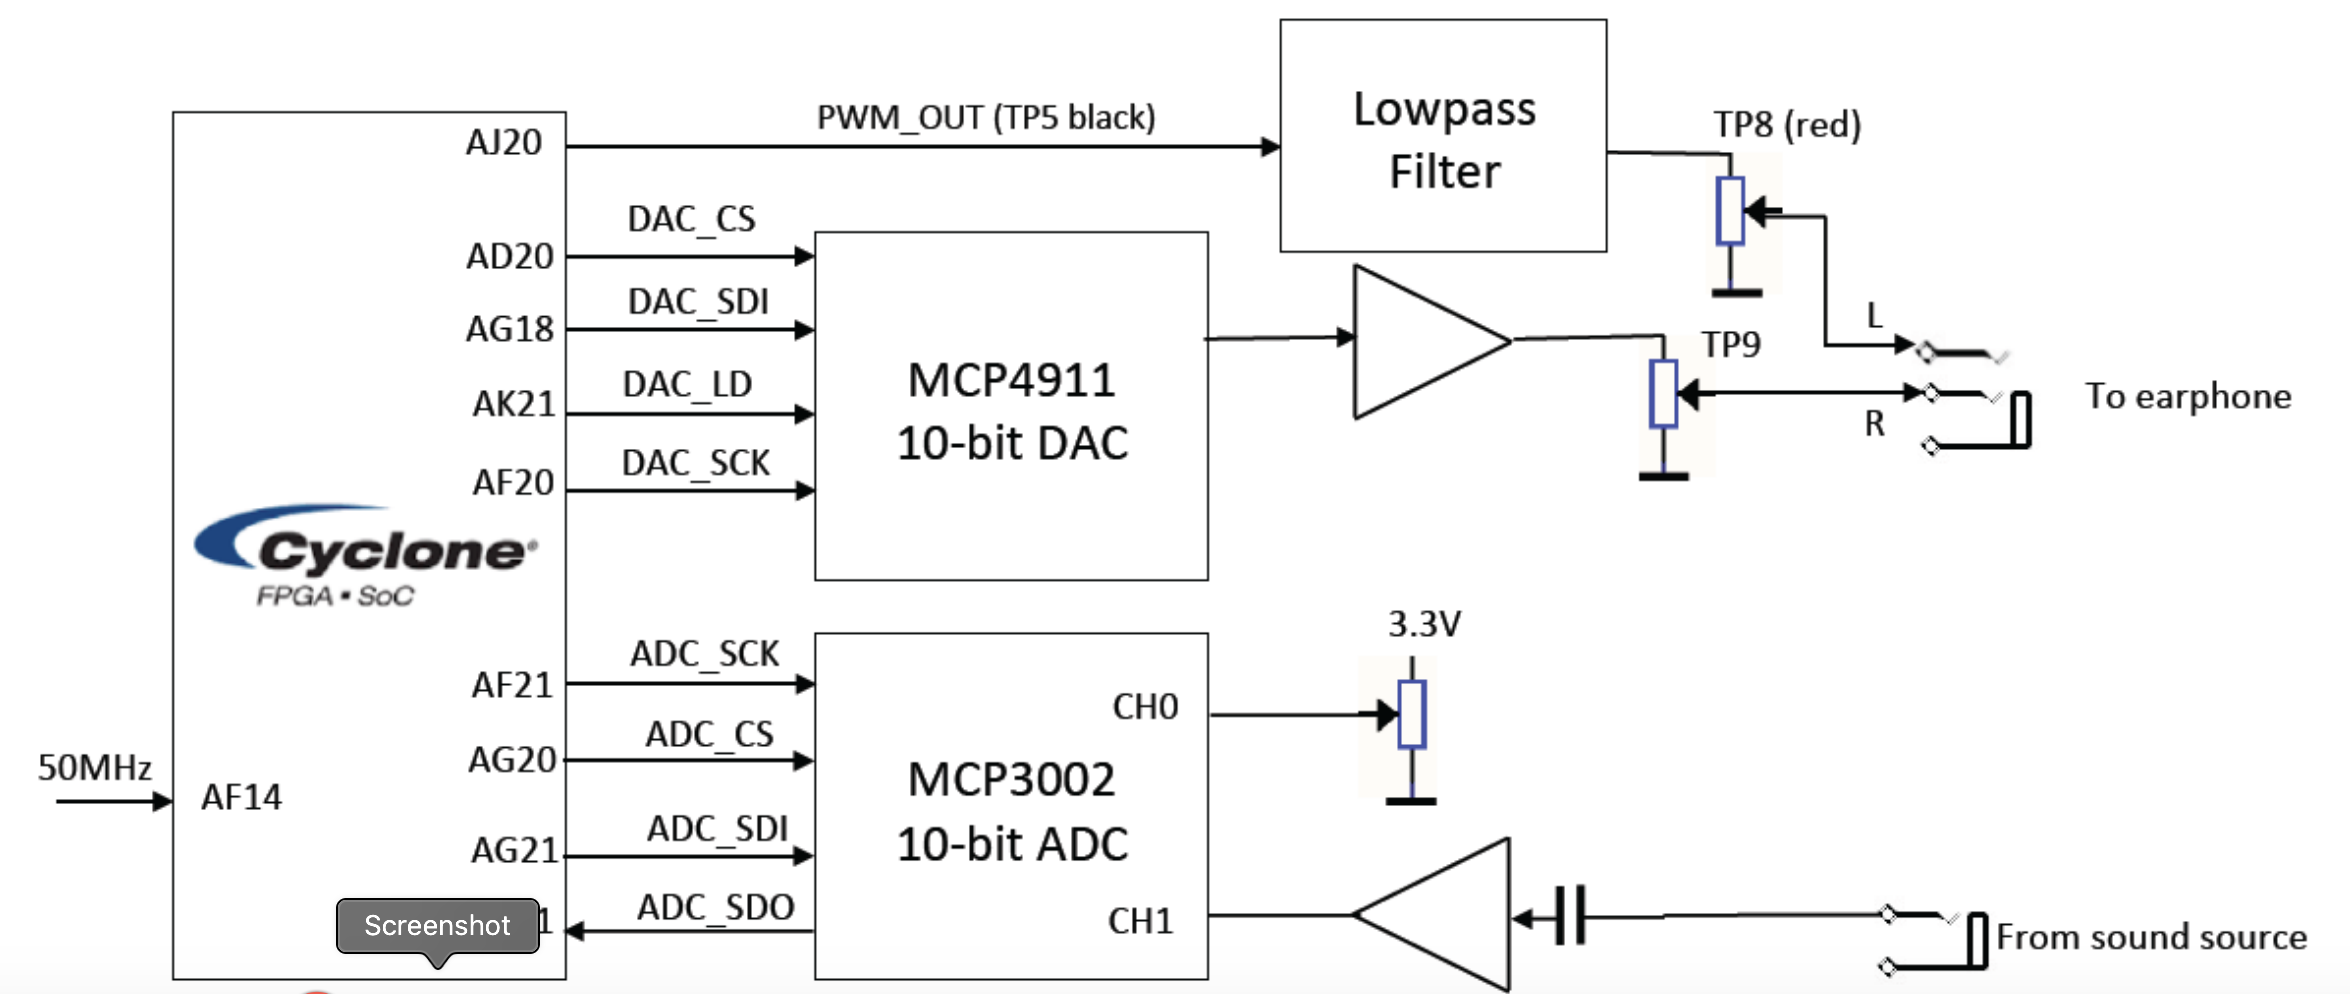 PWM_OUT (TP5 black)
Lowpass
Filter
TP8 (red)
AJ20
DAC_CS
AD20
DAC_SDI
AG18
DAC_LD
AK21
DAC_SCK
AF20
MCP4911
10-bit DAC
TP9
L
R
To earphone
Cyclone
FPGA • SoC
50MHz
AF14
ADC_SCK
AF21
ADC_CS
AG20
ADC_SDI
AG21
ADC_SDO
1
Screenshot
MCP3002
10-bit ADC
CH0
CH1
3.3V
From sound source